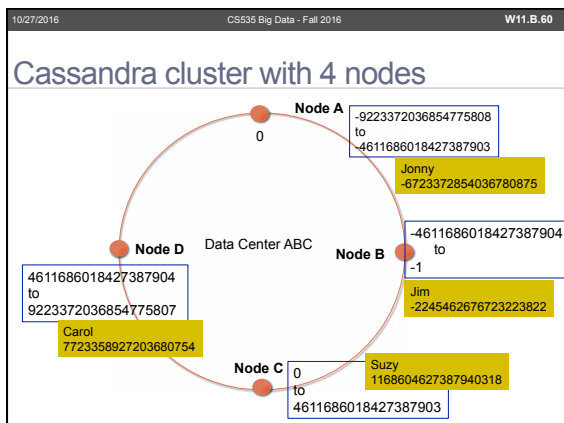 10/27/2016 CS535 Big Data - Fall 2016 W11.B.60
Cassandra cluster with 4 nodes
Node A
0
-9223372036854775808
to
-4611686018427387903
Jonny
-6723372854036780875
Data Center ABC
Node B
-4611686018427387904
to
-1
Jim
-2245462676723223822
Node D
4611686018427387904
to
9223372036854775807
Carol
7723358927203680754
Node C
0
to
4611686018427387903
Suzy
1168604627387940318